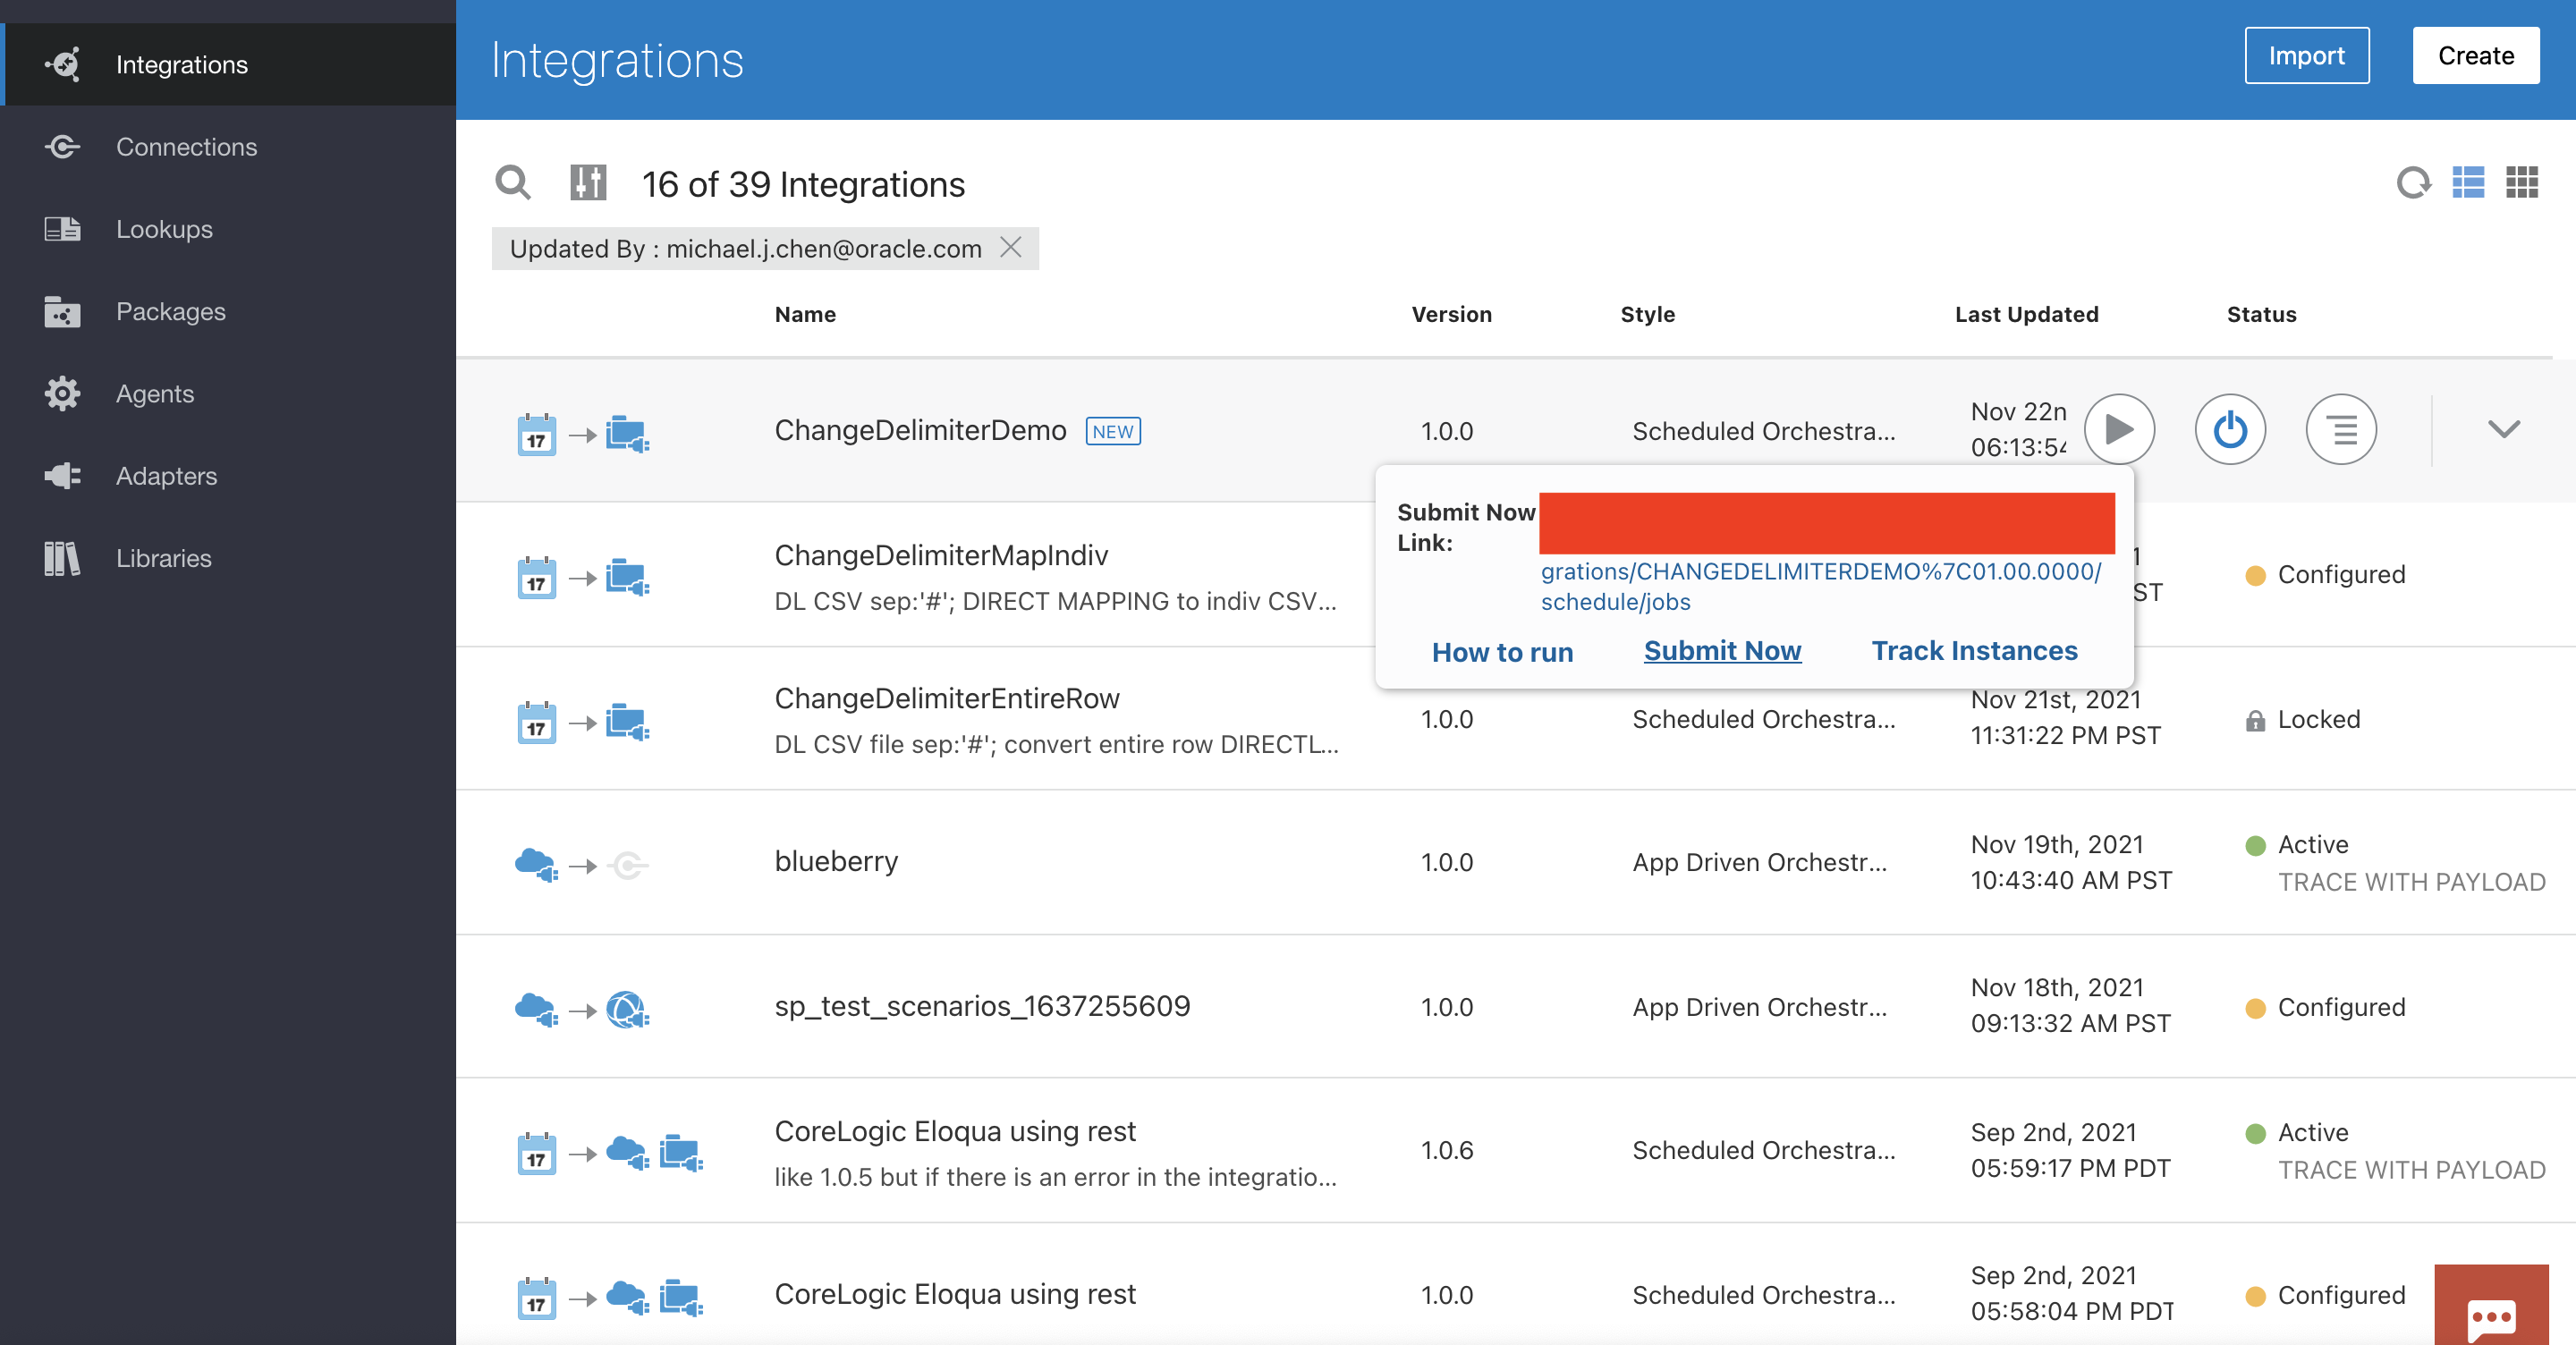 Integrations
Connections
Lookups
Packages
Agents
Adapters
Libraries
Integrations
Import
Create
16 of 39 Integrations
Updated By : michael.j.chen@oracle.com
Name Version Style Last Updated Status
17
ChangeDelimiterDemo NEW
1.0.0
Scheduled Orchestra...
Nov 22n
06:13:54
Submit Now
Link:
grations/CHANGEDELIMITERDEMO%7C01.00.0000/
schedule/jobs
How to run Submit Now Track Instances
17
ChangeDelimiterMapIndiv
DL CSV sep:'#'; DIRECT MAPPING to indiv CSV...
ST
Configured
17
ChangeDelimiterEntireRow
DL CSV file sep:'#'; convert entire row DIRECTL...
1.0.0
Scheduled Orchestra...
Nov 21st, 2021
11:31:22 PM PST
Locked
blueberry
1.0.0
App Driven Orchestr...
Nov 19th, 2021
10:43:40 AM PST
Active
TRACE WITH PAYLOAD
sp_test_scenarios_1637255609
1.0.0
App Driven Orchestr...
Nov 18th, 2021
09:13:32 AM PST
Configured
17
CoreLogic Eloqua using rest
like 1.0.5 but if there is an error in the integratio...
1.0.6
Scheduled Orchestra...
Sep 2nd, 2021
05:59:17 PM PDT
Active
TRACE WITH PAYLOAD
17
CoreLogic Eloqua using rest
1.0.0
Scheduled Orchestra...
Sep 2nd, 2021
05:58:04 PM PDT
Configured